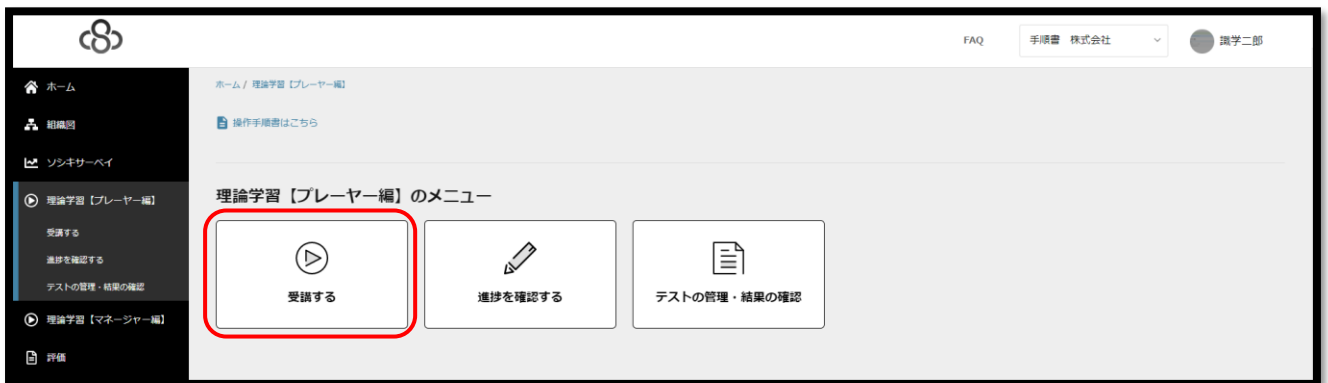 FAQ
手順書 株式会社
識学二郎
ホーム
組織図
ソシキサーベイ
理論学習【プレーヤー編】
受講する
進捗を確認する
テストの管理・結果の確認
理論学習【マネージャー編】
評価
ホーム / 理論学習【プレーヤー編】
操作手順書はこちら
理論学習【プレーヤー編】のメニュー
受講する
進捗を確認する
テストの管理・結果の確認